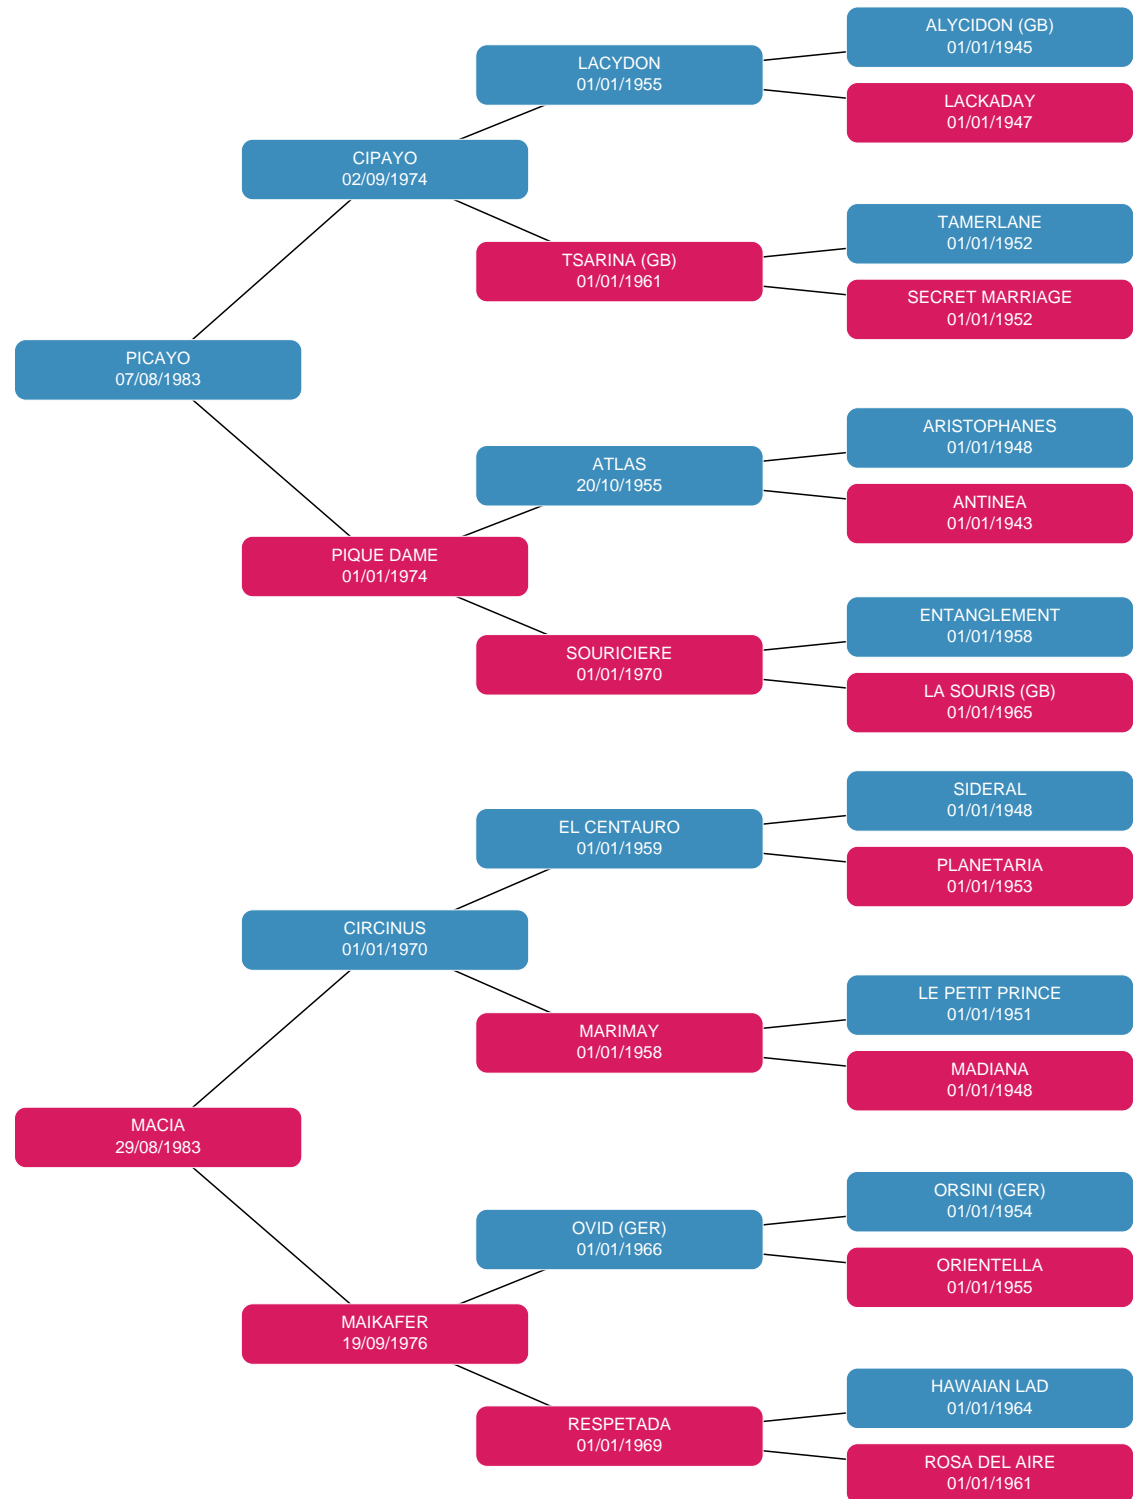 ALYCIDON (GB)
01/01/1945
LACYDON
01/01/1955
LACKADAY
01/01/1947
CIPAYO
02/09/1974
TAMERLANE
01/01/1952
TSARINA (GB)
01/01/1961
SECRET MARRIAGE
01/01/1952
PICAYO
07/08/1983
ARISTOPHANES
01/01/1948
ATLAS
20/10/1955
ANTINEA
01/01/1943
PIQUE DAME
01/01/1974
ENTANGLEMENT
01/01/1958
SOURICIERE
01/01/1970
LA SOURIS (GB)
01/01/1965
SIDERAL
01/01/1948
EL CENTAURO
01/01/1959
PLANETARIA
01/01/1953
CIRCINUS
01/01/1970
LE PETIT PRINCE
01/01/1951
MARIMAY
01/01/1958
MADIANA
01/01/1948
MACIA
29/08/1983
ORSINI (GER)
01/01/1954
OVID (GER)
01/01/1966
ORIENTELLA
01/01/1955
MAIKAFER
19/09/1976
HAWAIAN LAD
01/01/1964
RESPETADA
01/01/1969
ROSA DEL AIRE
01/01/1961